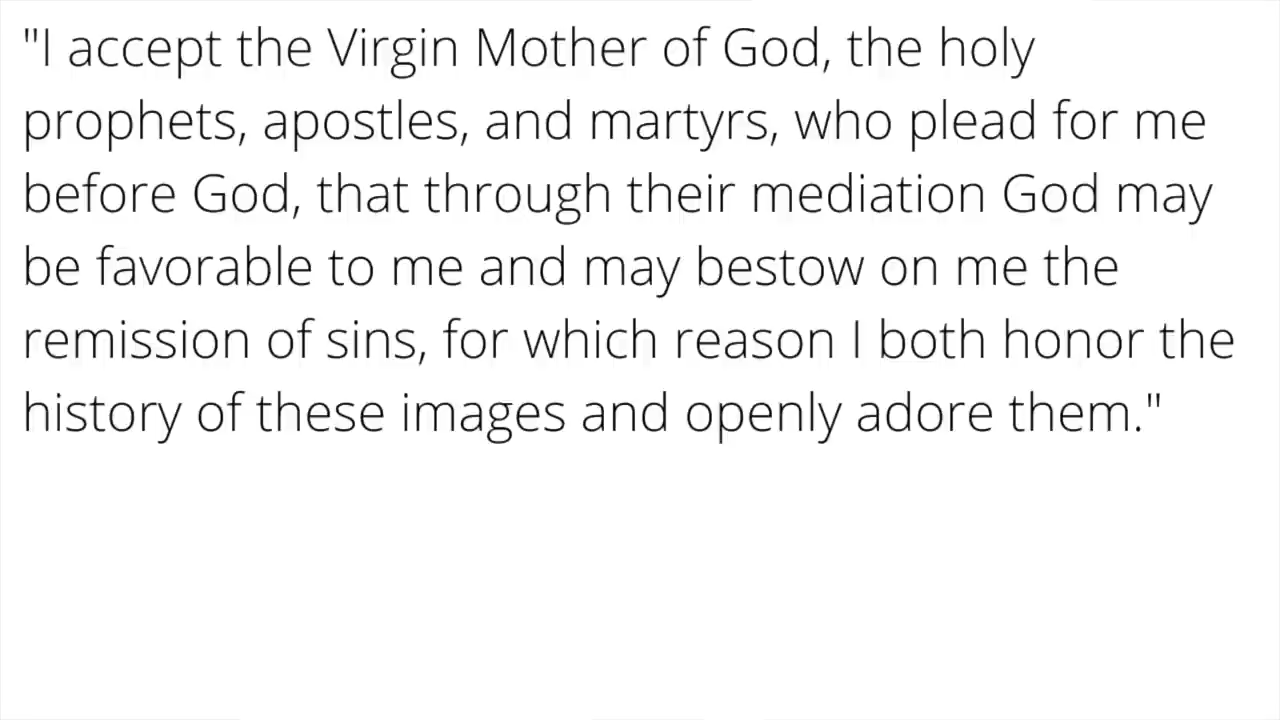 "I accept the Virgin Mother of God, the holy
prophets, apostles, and martyrs, who plead for me
before God, that through their mediation God may
be favorable to me and may bestow on me the
remission of sins, for which reason I both honor the
history of these images and openly adore them."